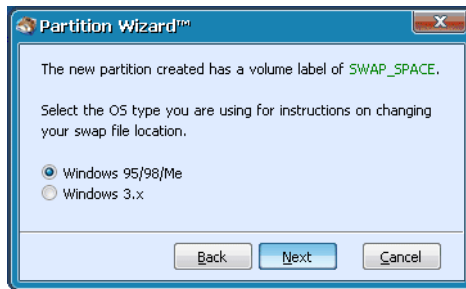 Partition Wizard™
The new partition created has a volume label of SWAP_SPACE.
Select the OS type you are using for instructions on changing
your swap file location.
Windows 95/98/Me
Windows 3.x
Back Next Cancel